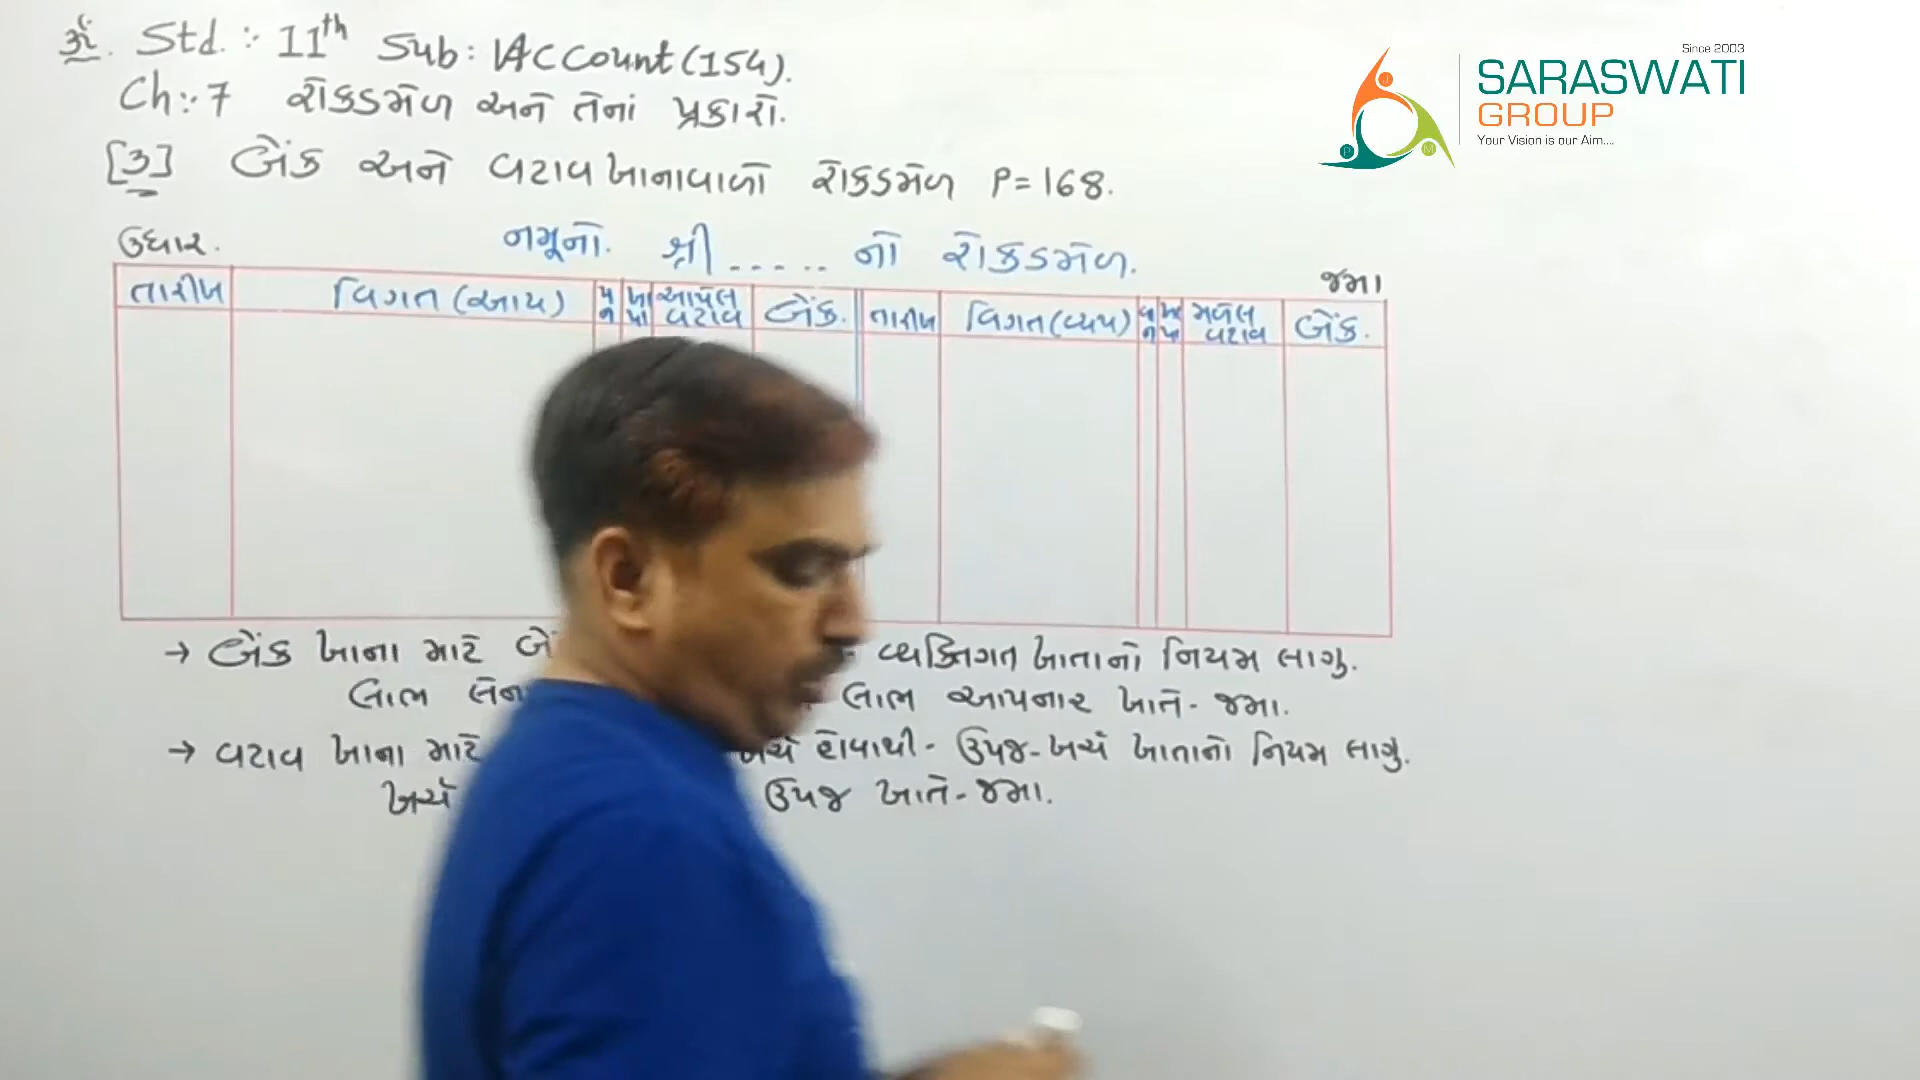 ૐ. Std. :- 11th Sub : Account (154).
Ch :- 7 રોકડમેળ અને તેનાં પ્રકારો.
[3] બેંક અને વટાવ ખાનાવાળો રોકડમેળ P = 168.
ઉધાર. નમૂનો. શ્રી ...... નો રોકડમેળ. જમા
તારીખ વિગત (આવક) આપેલ વટાવ બેંક. તારીખ વિગત (વ્યય) મળેલ વટાવ બેંક.
→ બેંક ખાના માટે વ્યક્તિગત ખાતાનો નિયમ લાગુ.
લાભ લાભ આપનાર ખાતે - જમા.
→ વટાવ ખાના માટે હોવાથી - ઉપજ - ખર્ચ ખાતાનો નિયમ લાગુ.
ખર્ચ ઉપજ ખાતે - જમા.
Since 2003
SARASWATI
GROUP
Your Vision is our Aim....
J
P
M